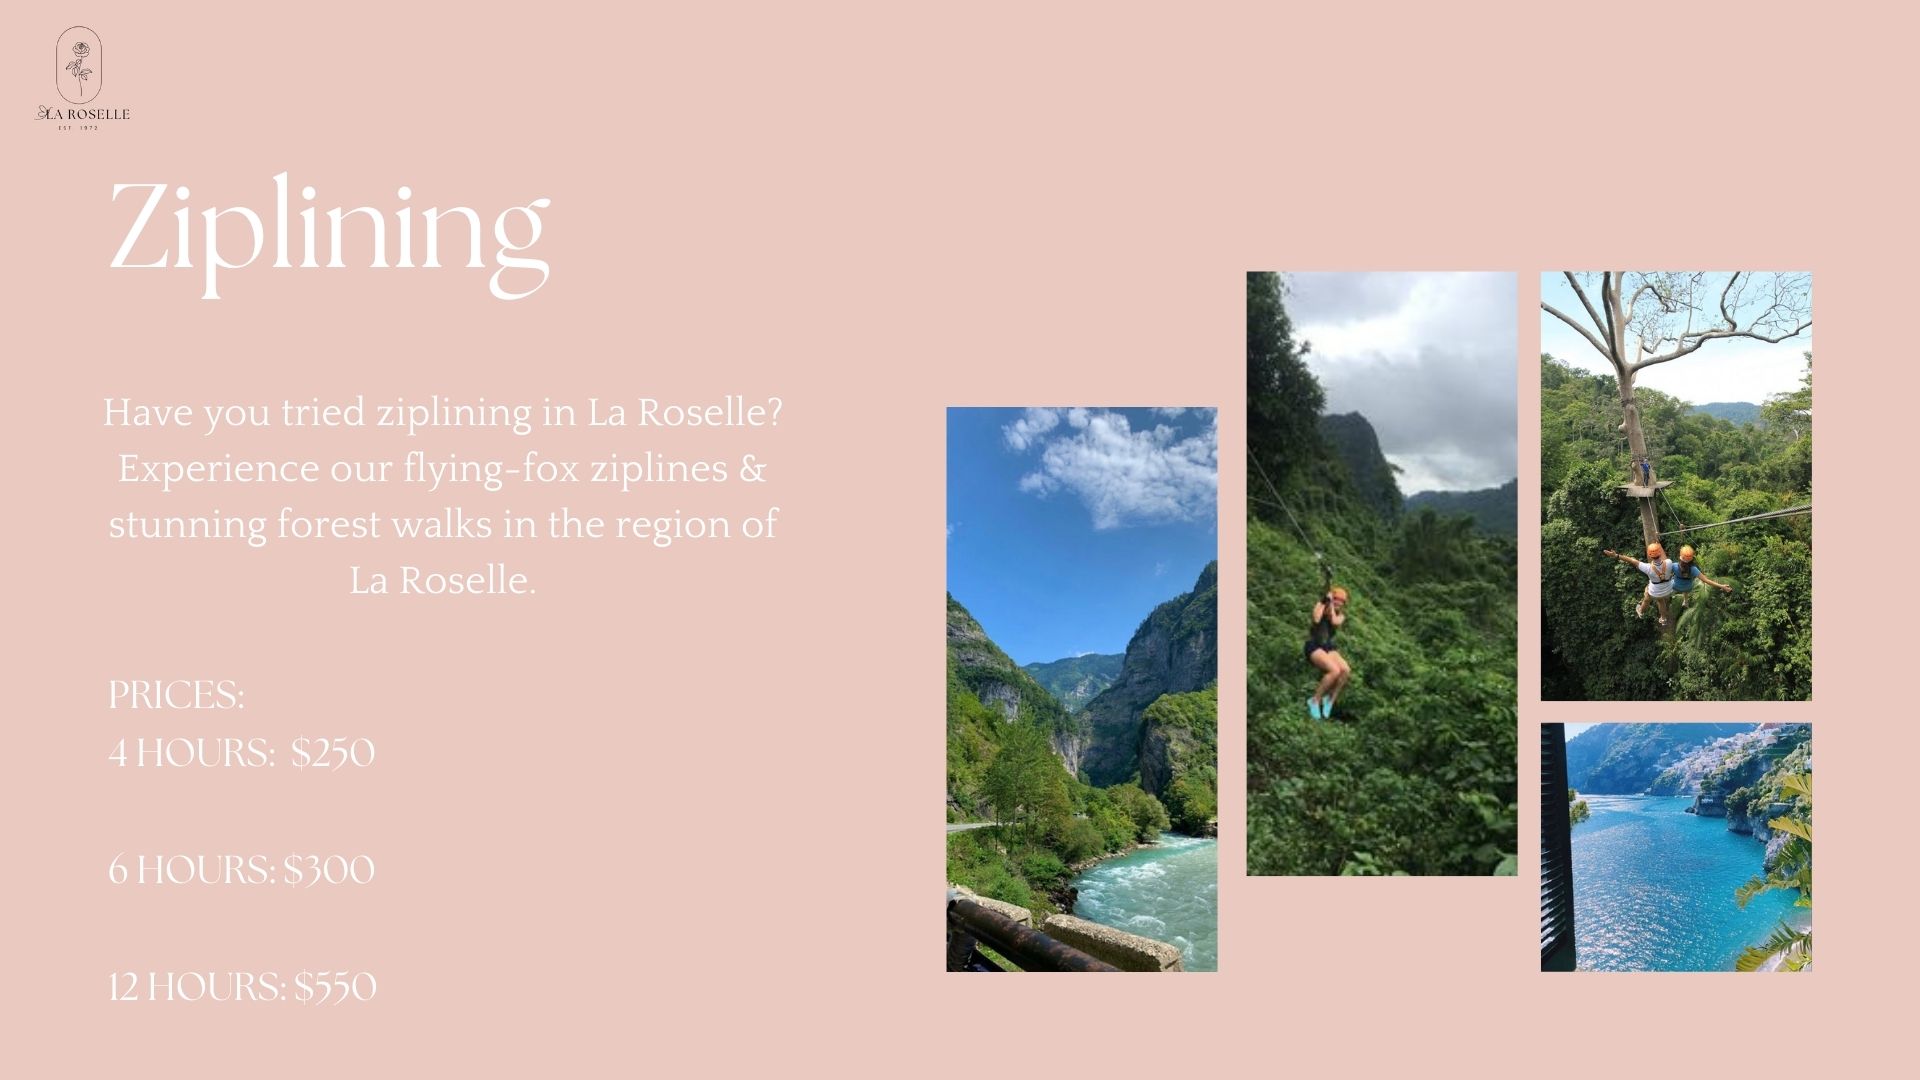 LA ROSELLE
EST. 1972
Ziplining
Have you tried ziplining in La Roselle?
Experience our flying-fox ziplines &
stunning forest walks in the region of
La Roselle.
PRICES:
4 HOURS: $250
6 HOURS: $300
12 HOURS: $550